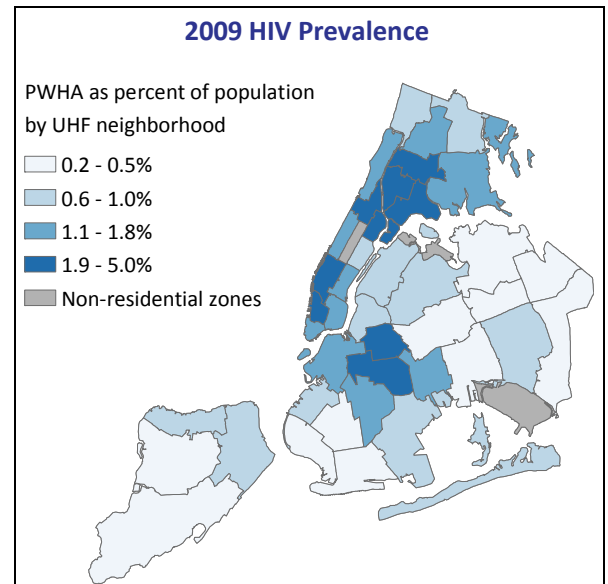 2009 HIV Prevalence
PWHA as percent of population
by UHF neighborhood
0.2 - 0.5%
0.6 - 1.0%
1.1 - 1.8%
1.9 - 5.0%
Non-residential zones